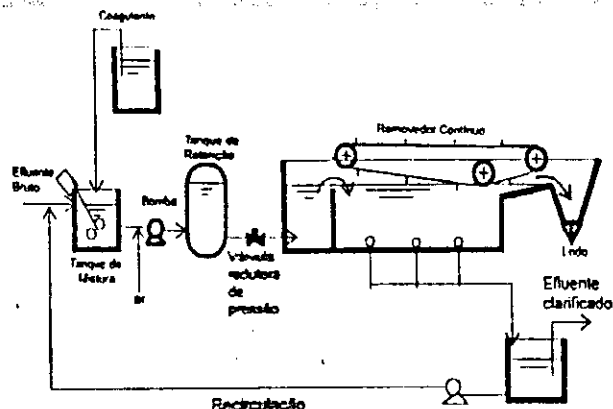 Coagulante
Tanque de
Retenção
Removedor Contínuo
Efluente
Bruto
Bomba
Tanque de
Mistura
ar
Válvula
redutora
de
pressão
Lodo
Efluente
clarificado
Recirculação